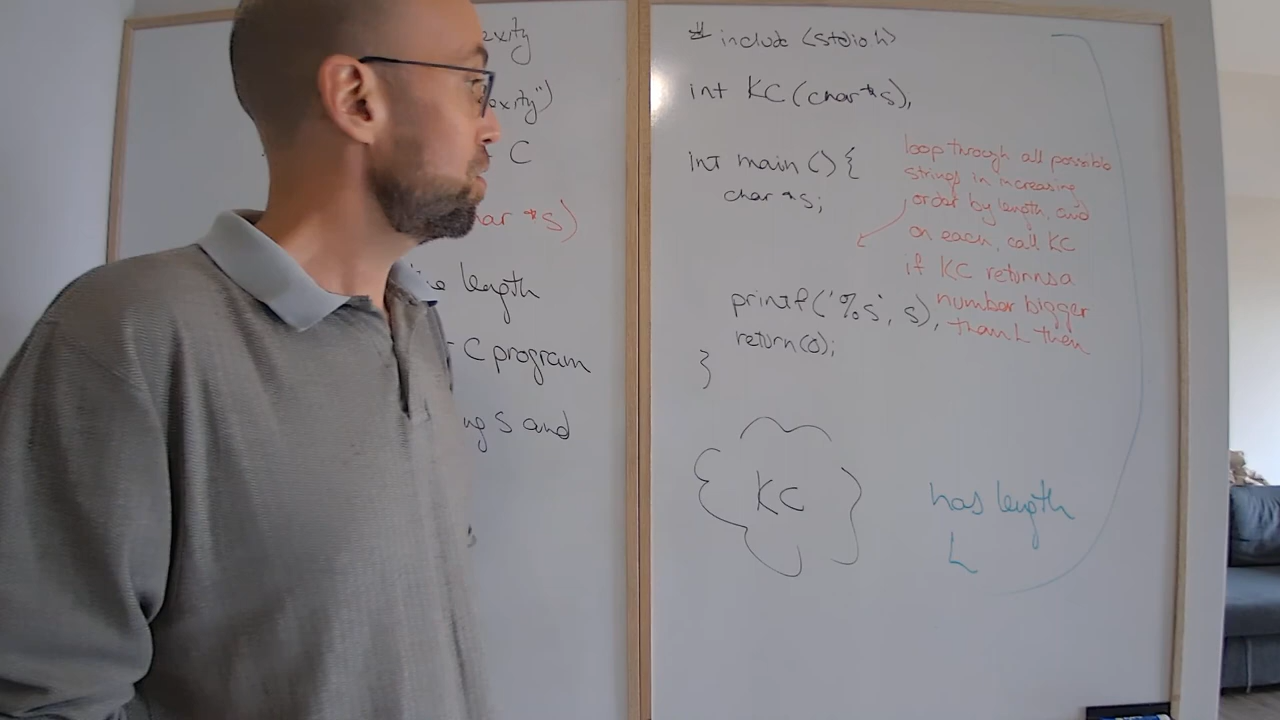 exity
oxity")
C
har *s)
length
C program
ng S and
# include <stdio.h>
int KC (char *s);
int main () {
char *s;
loop through all possible
strings in increasing
order by length, and
on each, call KC
if KC returns a
number bigger
than L then
printf('%s', s);
return(0);
}
KC
has length
L